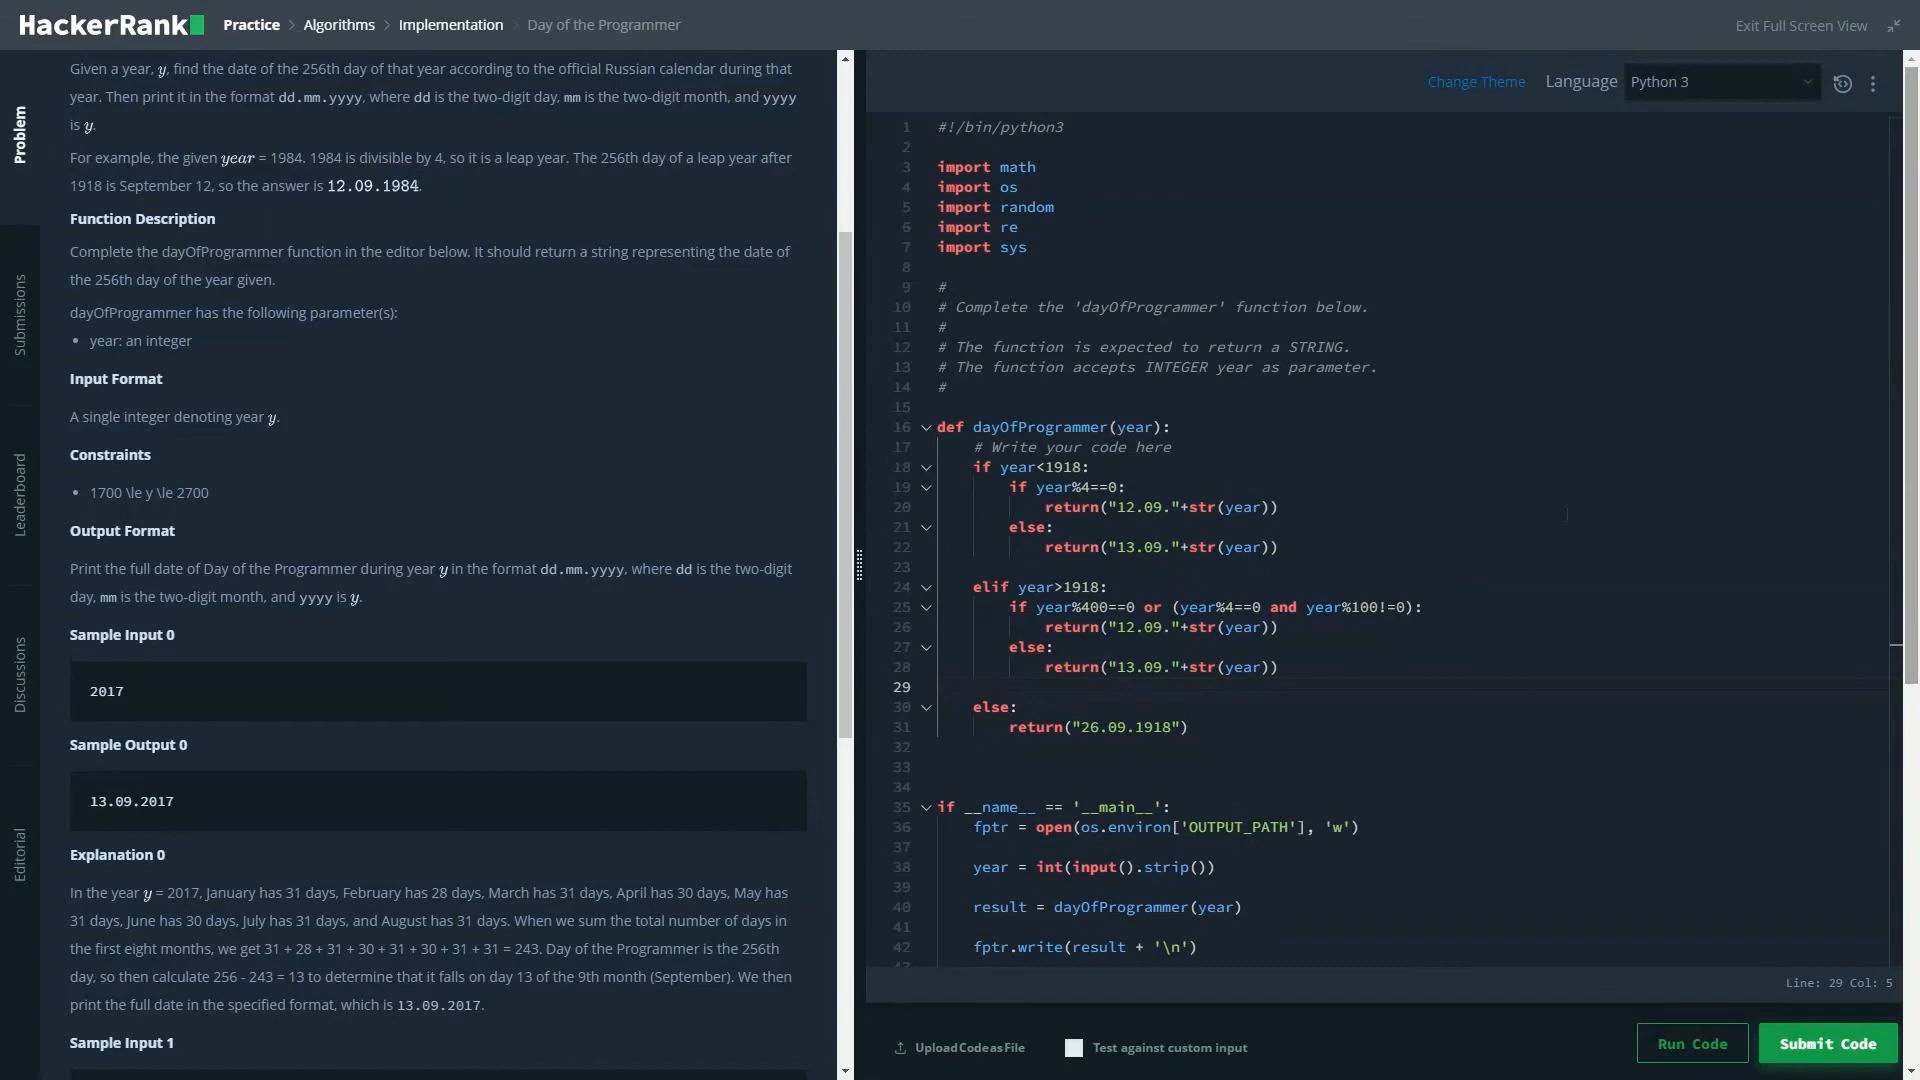 HackerRank Practice > Algorithms > Implementation > Day of the Programmer Exit Full Screen View
Problem
Submissions
Leaderboard
Discussions
Editorial
Given a year, y, find the date of the 256th day of that year according to the official Russian calendar during that
year. Then print it in the format dd.mm.yyyy, where dd is the two-digit day, mm is the two-digit month, and yyyy
is y.
For example, the given year = 1984. 1984 is divisible by 4, so it is a leap year. The 256th day of a leap year after
1918 is September 12, so the answer is 12.09.1984.
Function Description
Complete the dayOfProgrammer function in the editor below. It should return a string representing the date of
the 256th day of the year given.
dayOfProgrammer has the following parameter(s):
• year: an integer
Input Format
A single integer denoting year y.
Constraints
• 1700 \le y \le 2700
Output Format
Print the full date of Day of the Programmer during year y in the format dd.mm.yyyy, where dd is the two-digit
day, mm is the two-digit month, and yyyy is y.
Sample Input 0
2017
Sample Output 0
13.09.2017
Explanation 0
In the year y = 2017, January has 31 days, February has 28 days, March has 31 days, April has 30 days, May has
31 days, June has 30 days, July has 31 days, and August has 31 days. When we sum the total number of days in
the first eight months, we get 31 + 28 + 31 + 30 + 31 + 30 + 31 + 31 = 243. Day of the Programmer is the 256th
day, so then calculate 256 - 243 = 13 to determine that it falls on day 13 of the 9th month (September). We then
print the full date in the specified format, which is 13.09.2017.
Sample Input 1
Change Theme Language Python 3
1 #!/bin/python3
2
3 import math
4 import os
5 import random
6 import re
7 import sys
8
9 #
10 # Complete the 'dayOfProgrammer' function below.
11 #
12 # The function is expected to return a STRING.
13 # The function accepts INTEGER year as parameter.
14 #
15
16 def dayOfProgrammer(year):
17     # Write your code here
18     if year<1918:
19         if year%4==0:
20             return("12.09."+str(year))
21         else:
22             return("13.09."+str(year))
23
24     elif year>1918:
25         if year%400==0 or (year%4==0 and year%100!=0):
26             return("12.09."+str(year))
27         else:
28             return("13.09."+str(year))
29
30     else:
31         return("26.09.1918")
32
33
34
35 if __name__ == '__main__':
36     fptr = open(os.environ['OUTPUT_PATH'], 'w')
37
38     year = int(input().strip())
39
40     result = dayOfProgrammer(year)
41
42     fptr.write(result + '\n')
43
Line: 29 Col: 5
Upload Code as File Test against custom input Run Code Submit Code